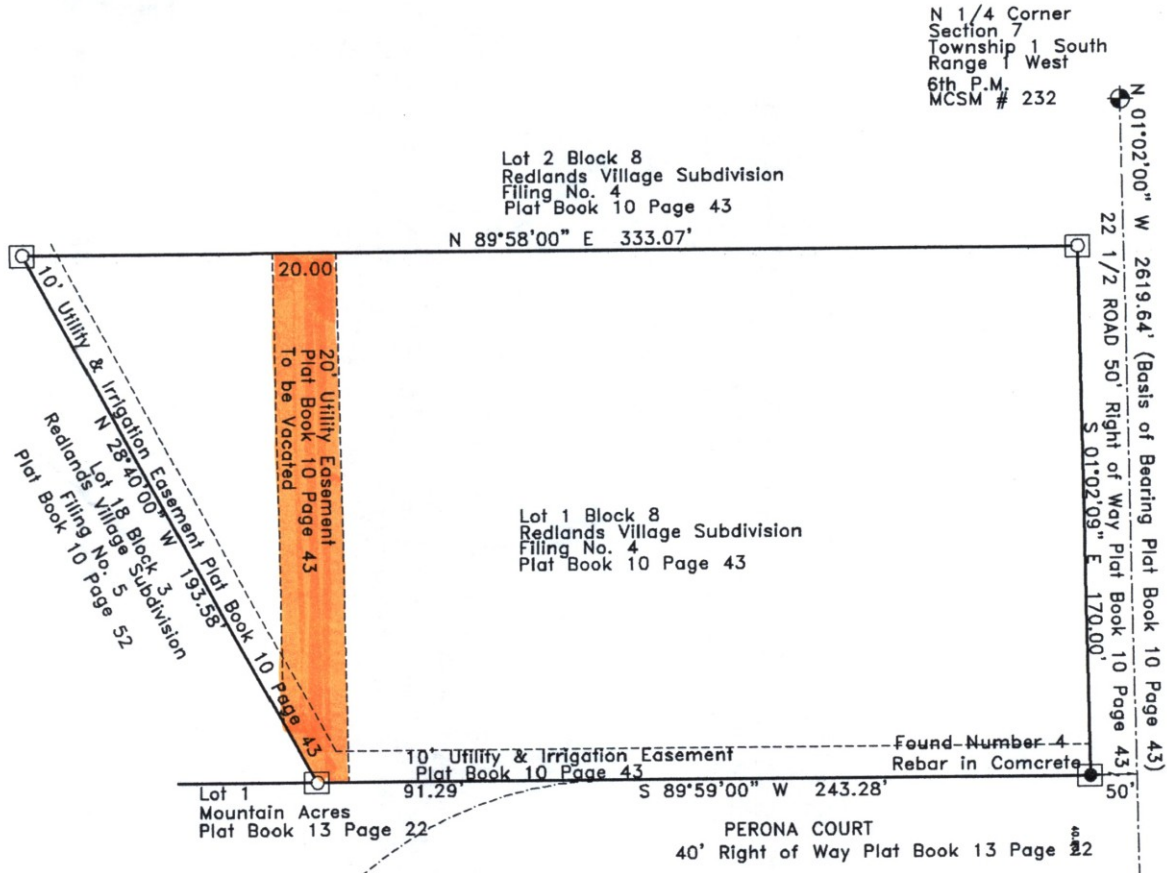 N 1/4 Corner
Section 7
Township 1 South
Range 1 West
6th P.M.
MCSM # 232
N 01°02'00" W 2619.64' (Basis of Bearing Plat Book 10 Page 43)
22 1/2 ROAD 50' Right of Way Plat Book 10 Page 43
Lot 2 Block 8
Redlands Village Subdivision
Filing No. 4
Plat Book 10 Page 43
N 89°58'00" E 333.07'
20.00
10' Utility & Irrigation Easement Plat Book 10 Page 43
N 28°40'00" W 193.58'
Lot 18 Block 3
Redlands Village Subdivision
Filing No. 5
Plat Book 10 Page 52
20' Utility Easement
Plat Book 10 Page 43
To be Vacated
Lot 1 Block 8
Redlands Village Subdivision
Filing No. 4
Plat Book 10 Page 43
S 01°02'09" E 170.00'
Found Number 4
Rebar in Comcrete
10' Utility & Irrigation Easement
Plat Book 10 Page 43
91.29'
S 89°59'00" W 243.28'
50'
Lot 1
Mountain Acres
Plat Book 13 Page 22
PERONA COURT
40' Right of Way Plat Book 13 Page 22